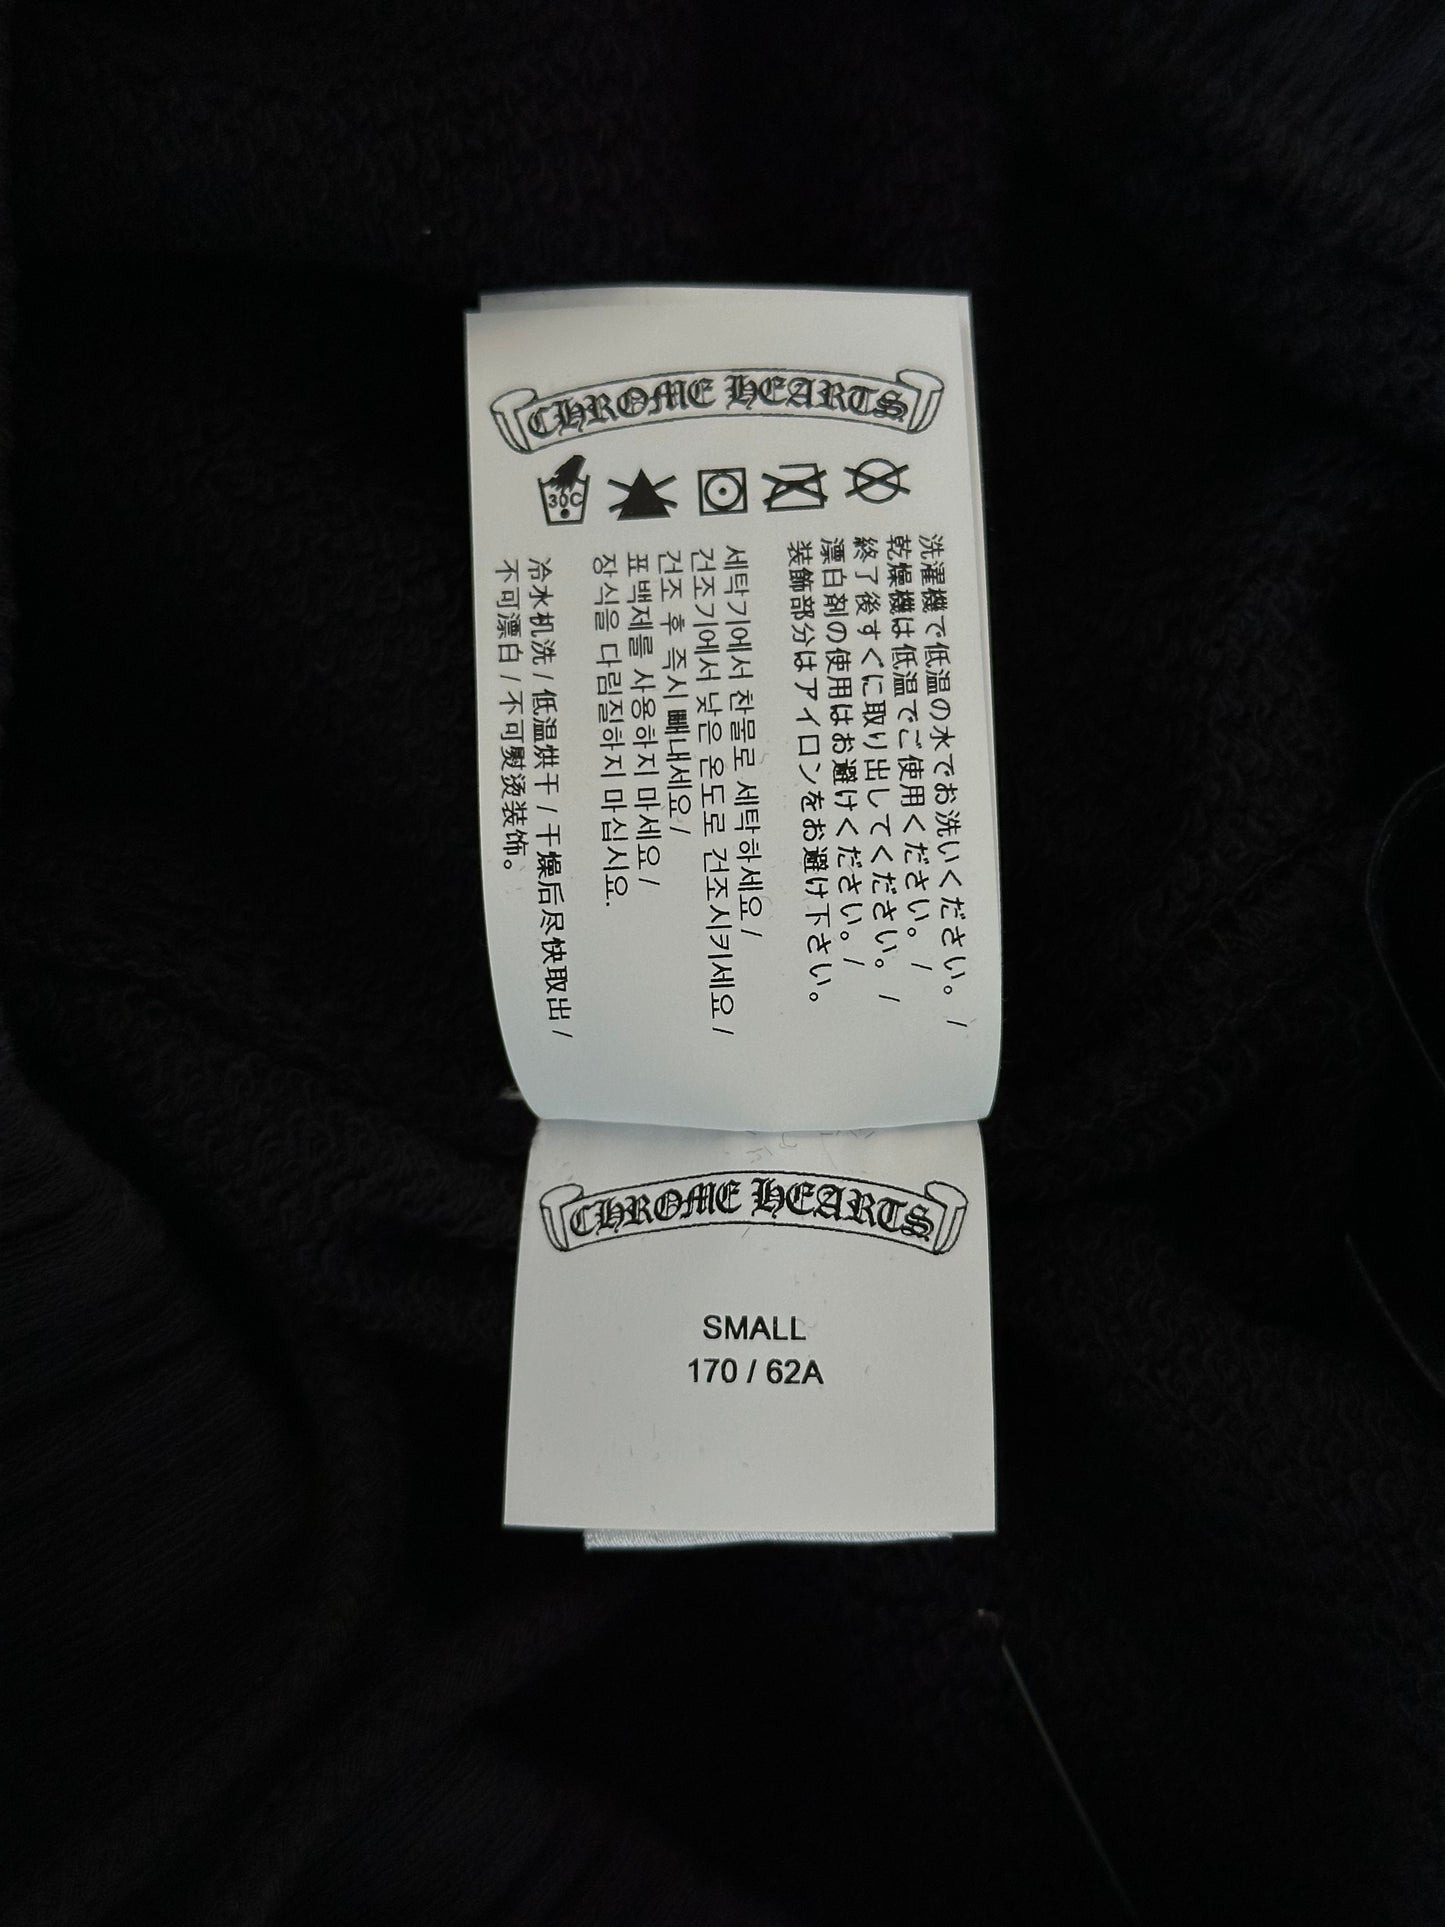 CHROME HEARTS
30C
洗濯機で低温の水でお洗いください。 /
乾燥機は低温でご使用ください。 /
終了後すぐに取り出してください。 /
漂白剤の使用はお避けください。 /
装飾部分はアイロンをお避け下さい。
세탁기에서 찬물로 세탁하세요 /
건조기에서 낮은 온도로 건조시키세요 /
건조 후 즉시 빼내세요 /
표백제를 사용하지 마세요 /
장식을 다림질하지 마십시요.
冷水机洗 / 低温烘干 / 干燥后尽快取出 /
不可漂白 / 不可熨烫装饰。
CHROME HEARTS
SMALL
170 / 62A